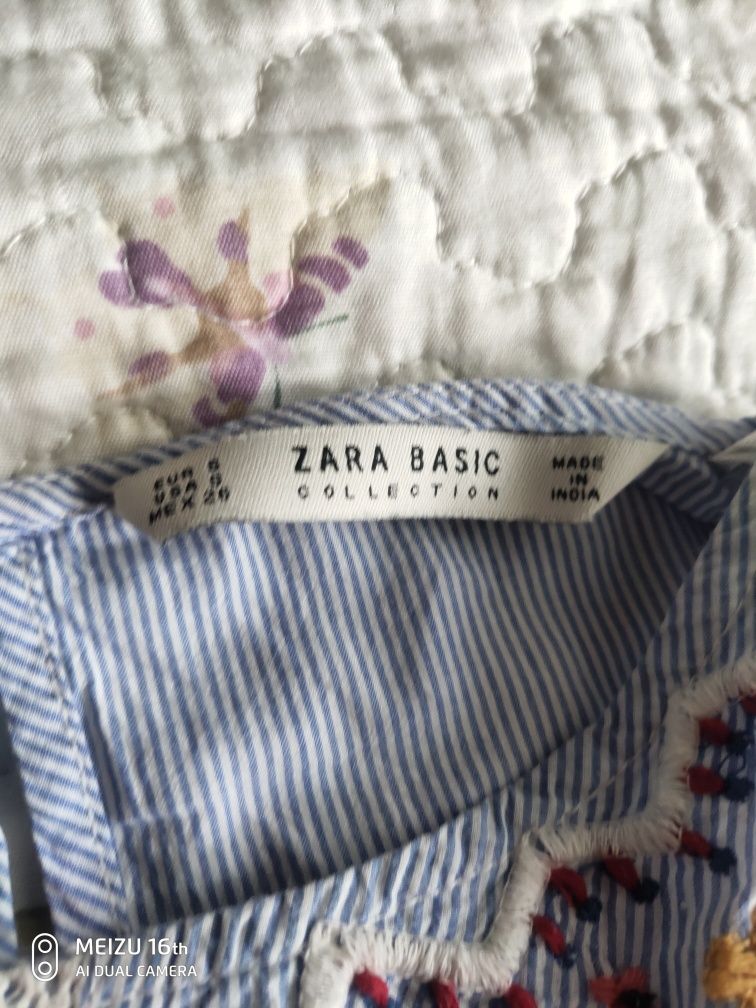 EUR S
USA S
MEX 26
ZARA BASIC
COLLECTION
MADE
IN
INDIA
MEIZU 16th
AI DUAL CAMERA